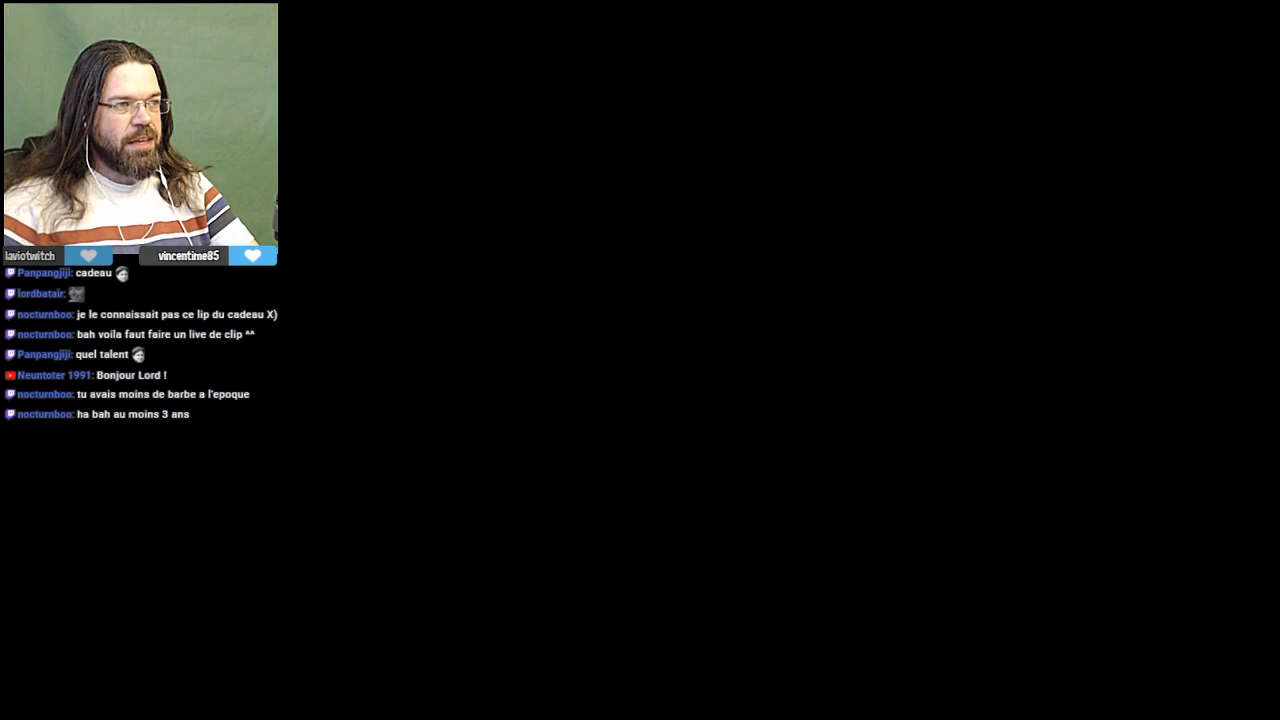 laviotwitch vincentime85
Panpangjiji: cadeau
lordbatair:
nocturnboo: je le connaissait pas ce lip du cadeau X)
nocturnboo: bah voila faut faire un live de clip ^^
Panpangjiji: quel talent
Neuntoter 1991: Bonjour Lord !
nocturnboo: tu avais moins de barbe a l'epoque
nocturnboo: ha bah au moins 3 ans